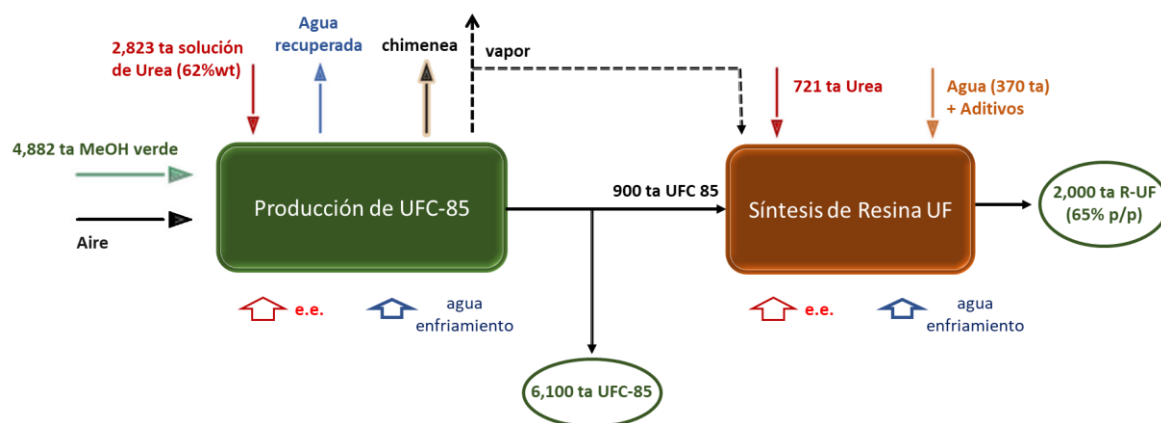 2,823 ta solución
de Urea (62%wt)
Agua
recuperada
chimenea
vapor
721 ta Urea
Agua (370 ta)
+ Aditivos
4,882 ta MeOH verde
Aire
Producción de UFC-85
900 ta UFC 85
Síntesis de Resina UF
2,000 ta R-UF
(65% p/p)
e.e.
agua
enfriamiento
e.e.
agua
enfriamiento
6,100 ta UFC-85